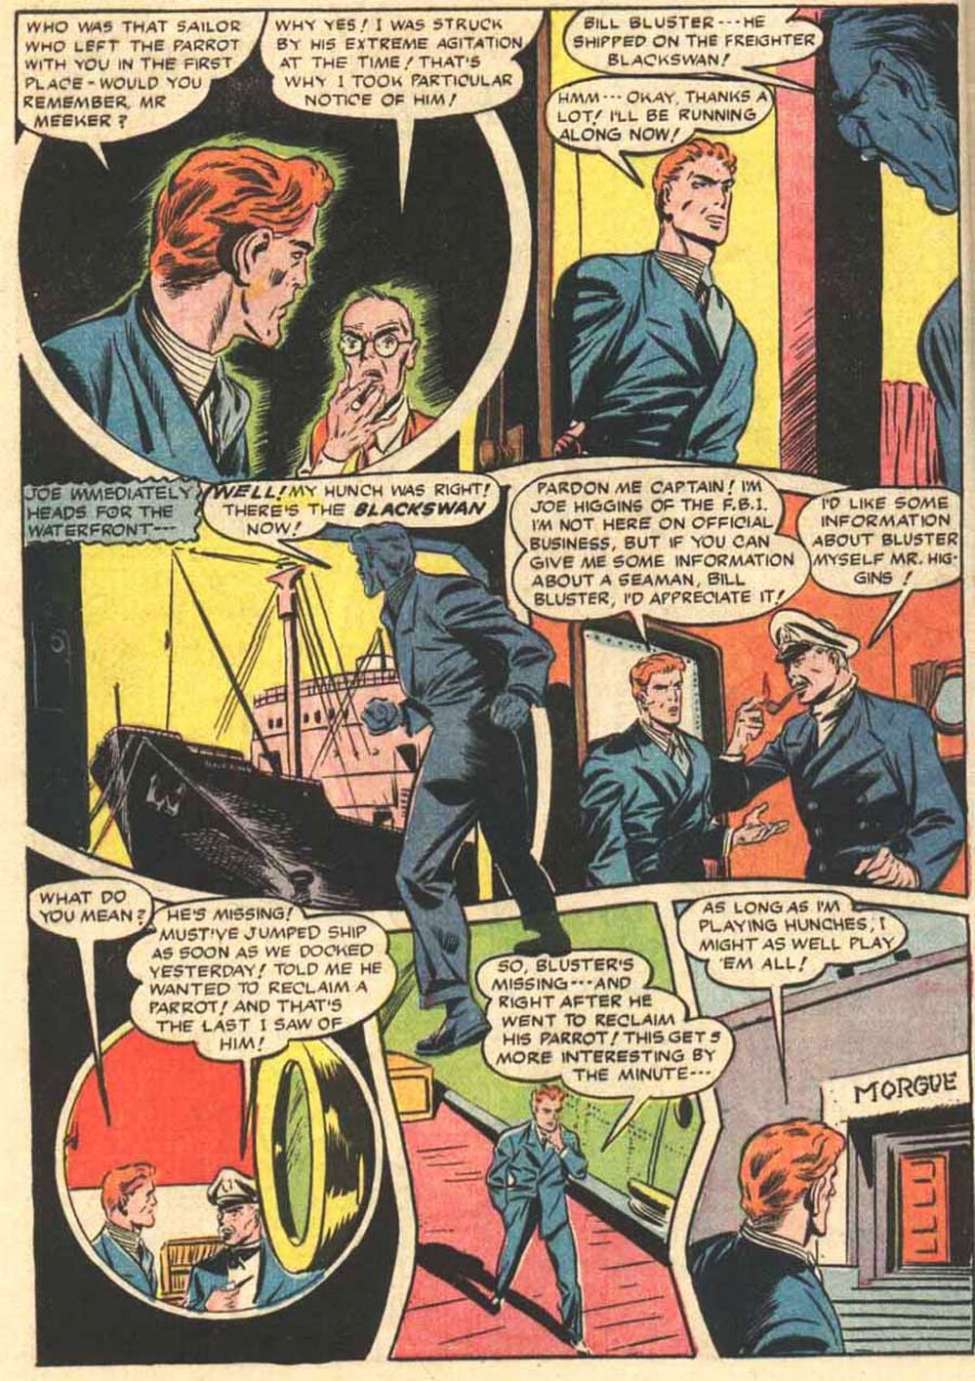 WHO WAS THAT SAILOR
WHO LEFT THE PARROT
WITH YOU IN THE FIRST
PLACE - WOULD YOU
REMEMBER, MR
MEEKER?
WHY YES! I WAS STRUCK
BY HIS EXTREME AGITATION
AT THE TIME! THAT'S
WHY I TOOK PARTICULAR
NOTICE OF HIM!
BILL BLUSTER---HE
SHIPPED ON THE FREIGHTER
BLACKSWAN!
HMM---OKAY, THANKS A
LOT! I'LL BE RUNNING
ALONG NOW!
JOE IMMEDIATELY
HEADS FOR THE
WATERFRONT---
WELL! MY HUNCH WAS RIGHT!
THERE'S THE BLACKSWAN
NOW!
PARDON ME CAPTAIN! I'M
JOE HIGGINS OF THE F.B.I.
I'M NOT HERE ON OFFICIAL
BUSINESS, BUT IF YOU CAN
GIVE ME SOME INFORMATION
ABOUT A SEAMAN, BILL
BLUSTER, I'D APPRECIATE IT!
I'D LIKE SOME
INFORMATION
ABOUT BLUSTER
MYSELF MR. HIG-
GINS!
WHAT DO
YOU MEAN?
HE'S MISSING!
MUST'VE JUMPED SHIP
AS SOON AS WE DOCKED
YESTERDAY! TOLD ME HE
WANTED TO RECLAIM A
PARROT! AND THAT'S
THE LAST I SAW OF
HIM!
SO, BLUSTER'S
MISSING---AND
RIGHT AFTER HE
WENT TO RECLAIM
HIS PARROT! THIS GETS
MORE INTERESTING BY
THE MINUTE---
AS LONG AS I'M
PLAYING HUNCHES, I
MIGHT AS WELL PLAY
'EM ALL!
MORGUE